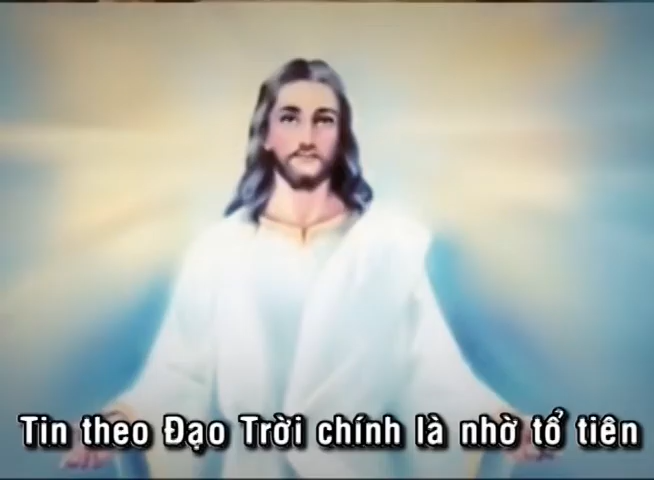 Tin theo Đạo Trời chính là nhờ tổ tiên